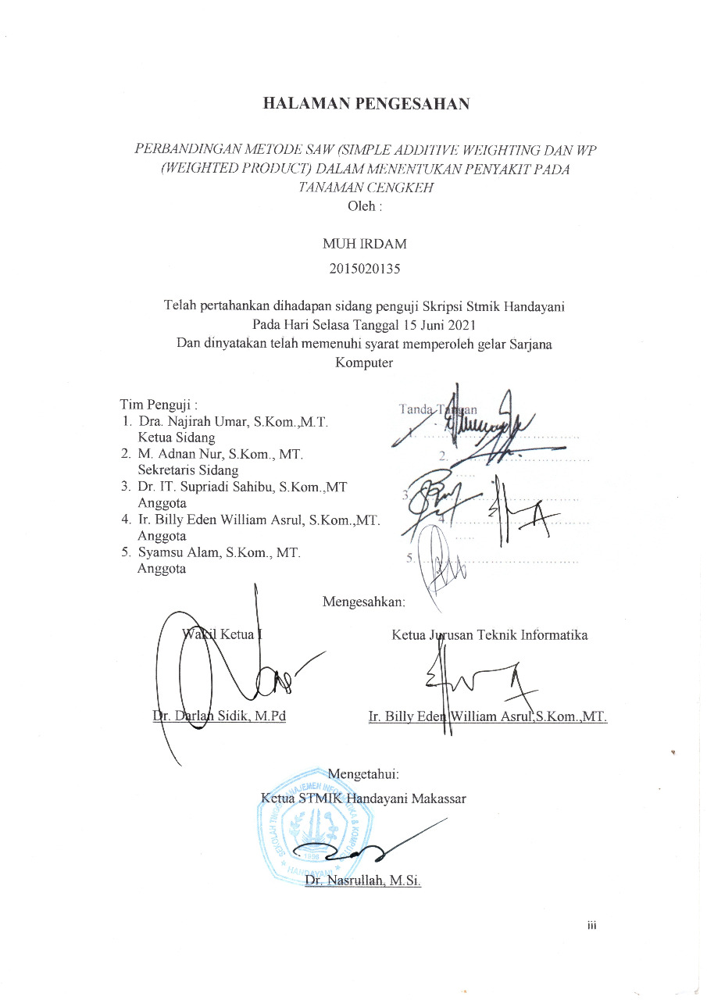 HALAMAN PENGESAHAN
PERBANDINGAN METODE SAW (SIMPLE ADDITIVE WEIGHTING DAN WP
(WEIGHTED PRODUCT) DALAM MENENTUKAN PENYAKIT PADA
TANAMAN CENGKEH
Oleh :
MUH IRDAM
2015020135
Telah pertahankan dihadapan sidang penguji Skripsi Stmik Handayani
Pada Hari Selasa Tanggal 15 Juni 2021
Dan dinyatakan telah memenuhi syarat memperoleh gelar Sarjana
Komputer
Tim Penguji :
Tanda Tangan
1. Dra. Najirah Umar, S.Kom.,M.T.
Ketua Sidang
1. ....................
2. M. Adnan Nur, S.Kom., MT.
Sekretaris Sidang
2. ....................
3. Dr. IT. Supriadi Sahibu, S.Kom.,MT
Anggota
3. ....................
4. Ir. Billy Eden William Asrul, S.Kom.,MT.
Anggota
4. ....................
5. Syamsu Alam, S.Kom., MT.
Anggota
5. ....................
Mengesahkan:
Wakil Ketua I
Ketua Jurusan Teknik Informatika
Dr. Darlan Sidik, M.Pd
Ir. Billy Eden William Asrul,S.Kom.,MT.
Mengetahui:
Ketua STMIK Handayani Makassar
SEKOLAH TINGGI MANAJEMEN INFORMATIKA & KOMPUTER
1996
HANDAYANI
Dr. Nasrullah, M.Si.
iii